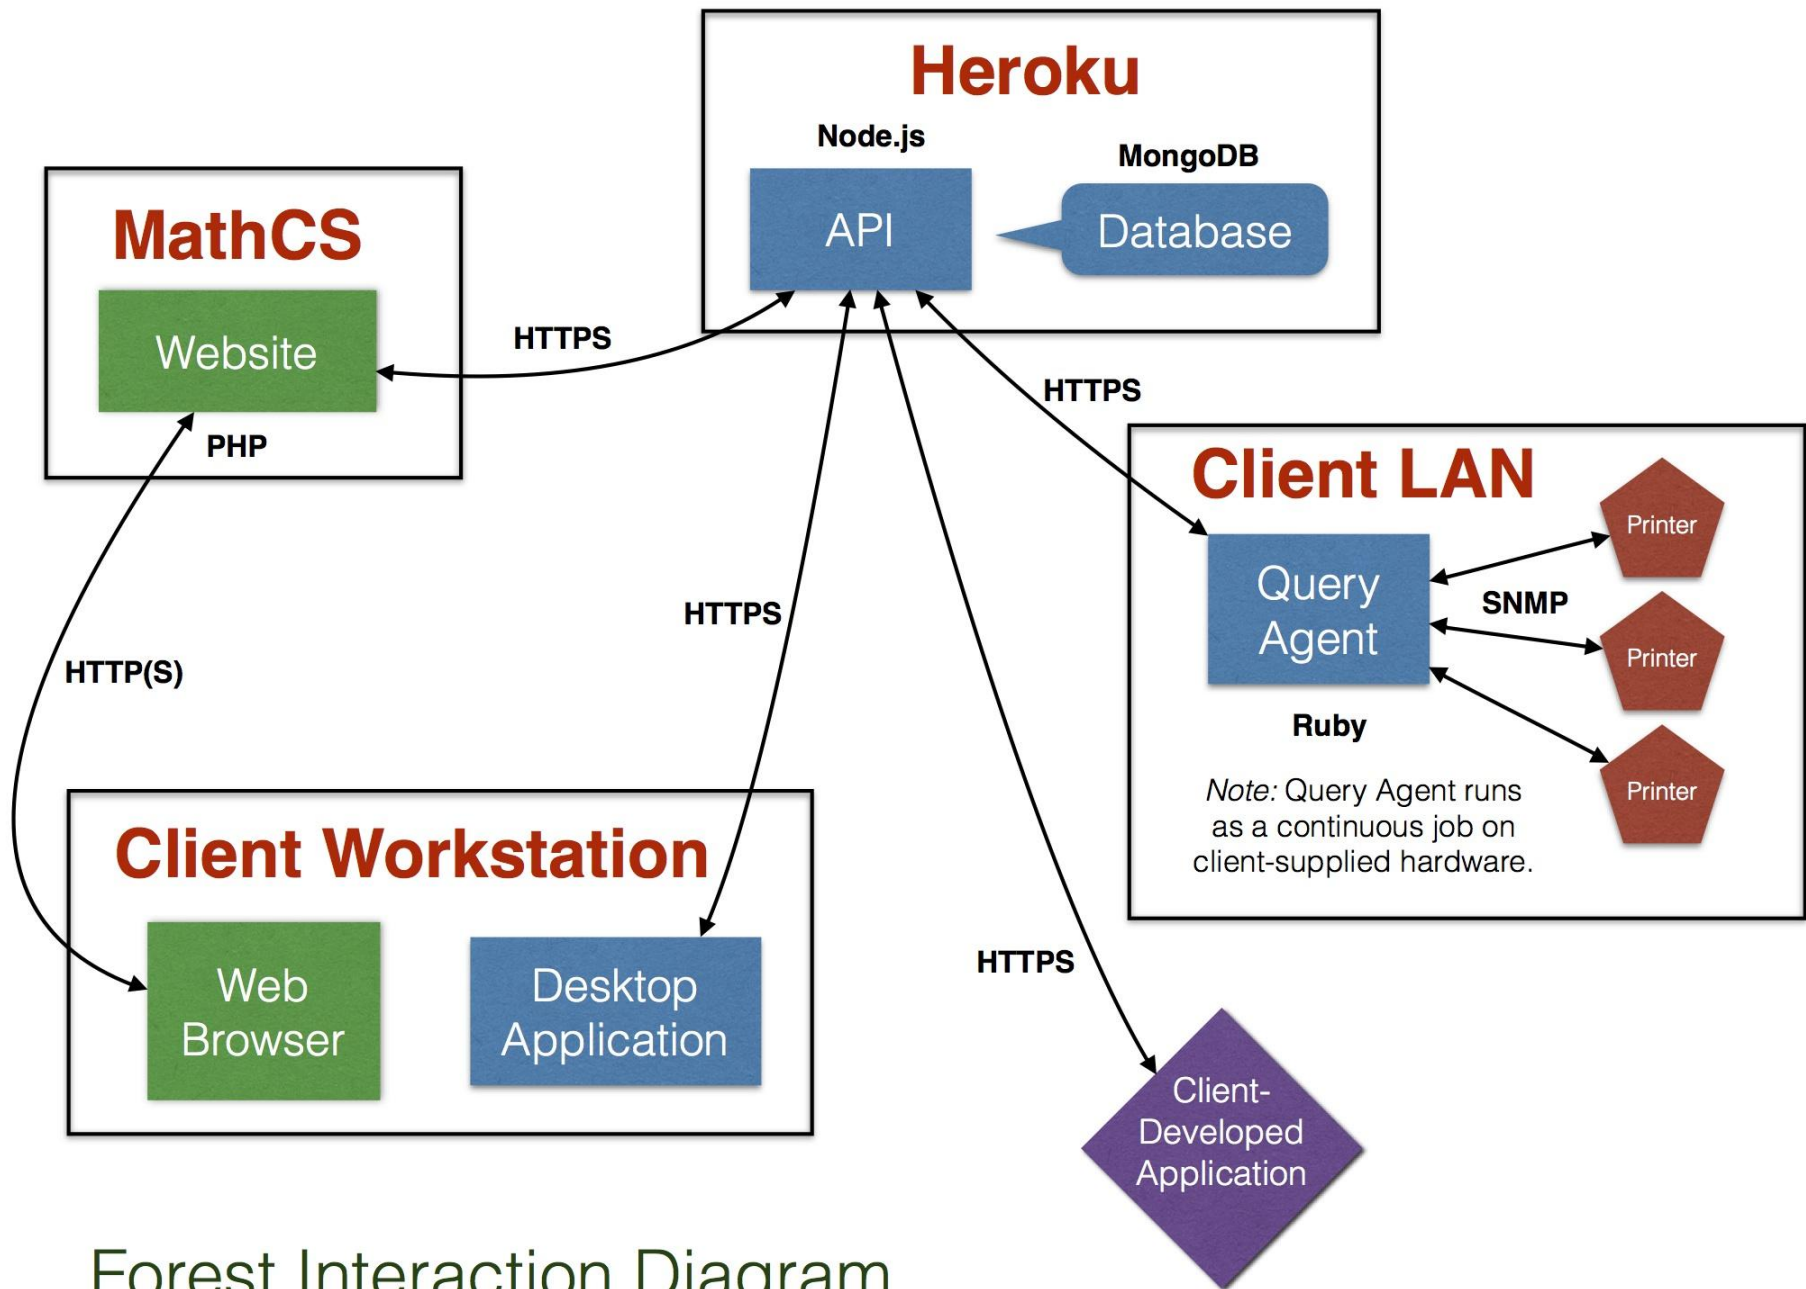 Heroku
Node.js
MongoDB
API
Database
MathCS
Website
PHP
HTTPS
HTTPS
Client LAN
Query
Agent
Ruby
SNMP
Printer
Printer
Printer
Note: Query Agent runs
as a continuous job on
client-supplied hardware.
HTTPS
HTTP(S)
Client Workstation
Web
Browser
Desktop
Application
HTTPS
Client-
Developed
Application
Forest Interaction Diagram